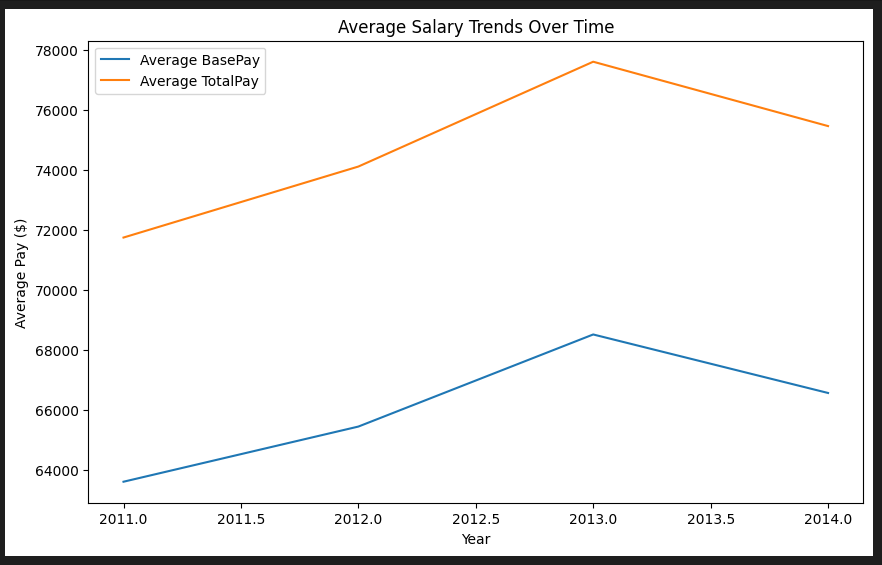 Average Salary Trends Over Time
Average BasePay
Average TotalPay
78000
76000
74000
72000
70000
68000
66000
64000
Average Pay ($)
2011.0 2011.5 2012.0 2012.5 2013.0 2013.5 2014.0
Year